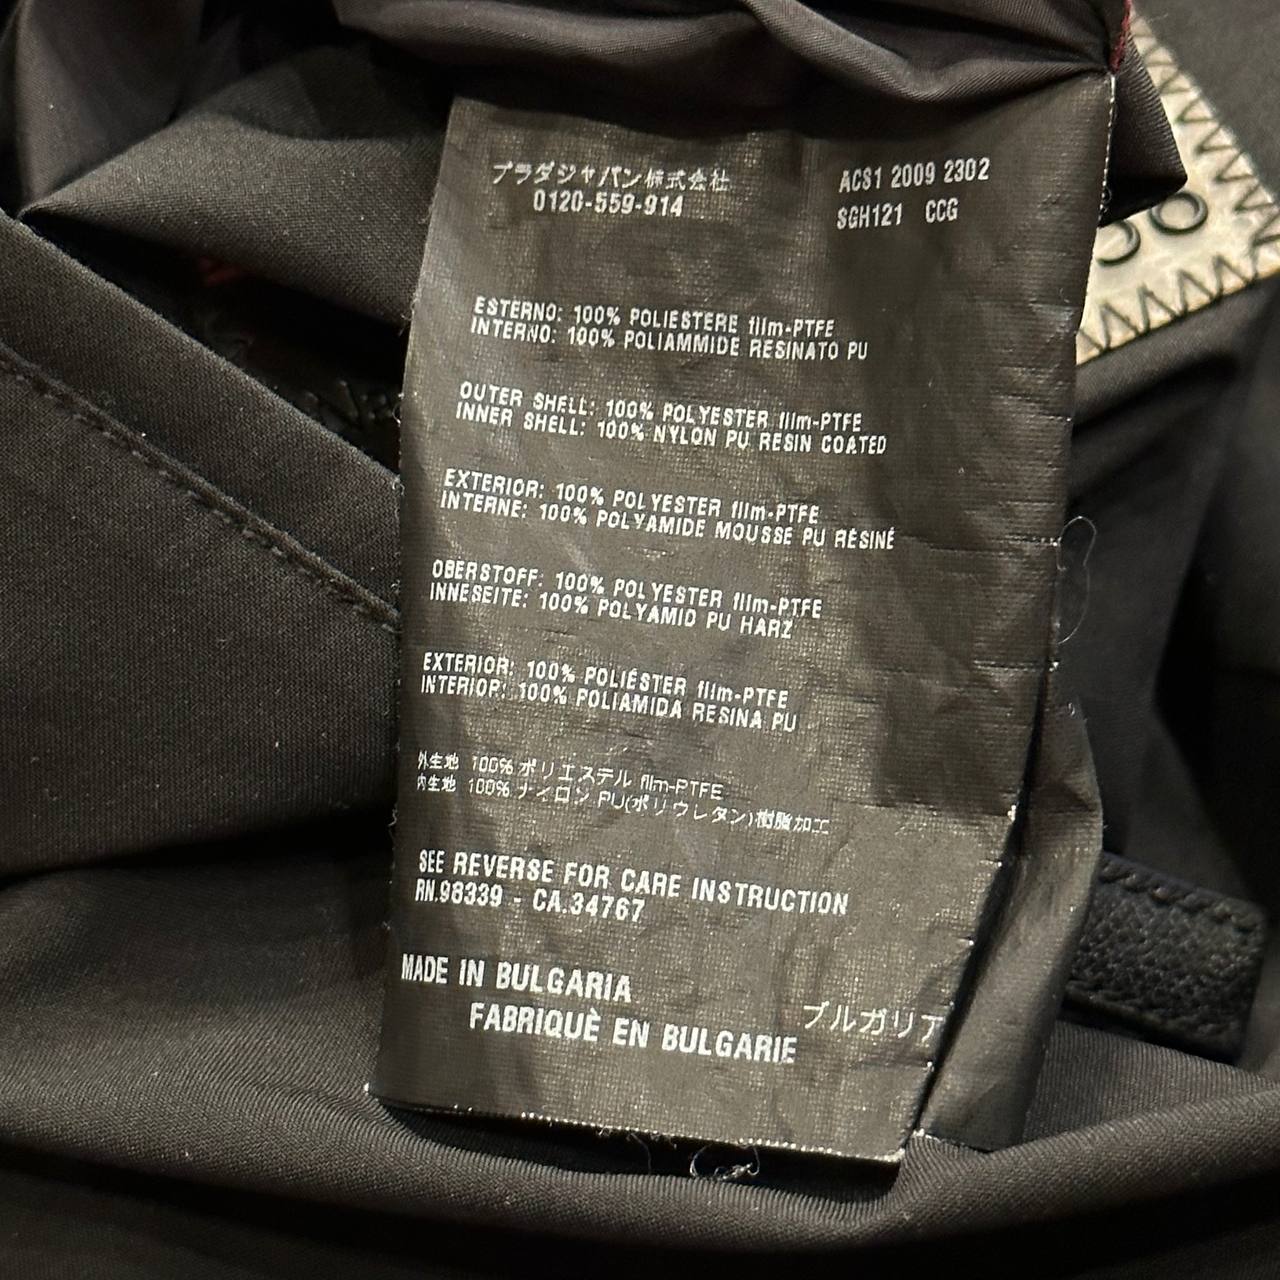 プラダジャパン株式会社
0120-559-914
ACS1 2009 2302
SGH121 CCG
ESTERNO: 100% POLIESTERE film-PTFE
INTERNO: 100% POLIAMMIDE RESINATO PU
OUTER SHELL: 100% POLYESTER film-PTFE
INNER SHELL: 100% NYLON PU RESIN COATED
EXTERIOR: 100% POLYESTER film-PTFE
INTERNE: 100% POLYAMIDE MOUSSE PU RÉSINÉ
OBERSTOFF: 100% POLYESTER film-PTFE
INNESEITE: 100% POLYAMID PU HARZ
EXTERIOR: 100% POLIÉSTER film-PTFE
INTERIOR: 100% POLIAMIDA RESINA PU
外生地 100% ポリエステル film-PTFE
内生地 100% ナイロン PU(ポリウレタン)樹脂加工
SEE REVERSE FOR CARE INSTRUCTION
RN.98339 - CA.34767
MADE IN BULGARIA
FABRIQUÈ EN BULGARIE
ブルガリア